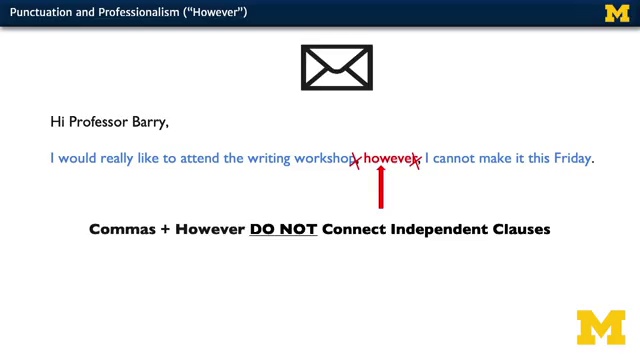 Punctuation and Professionalism ("However")
M
Hi Professor Barry,
I would really like to attend the writing workshop, however, I cannot make it this Friday.
Commas + However DO NOT Connect Independent Clauses
M